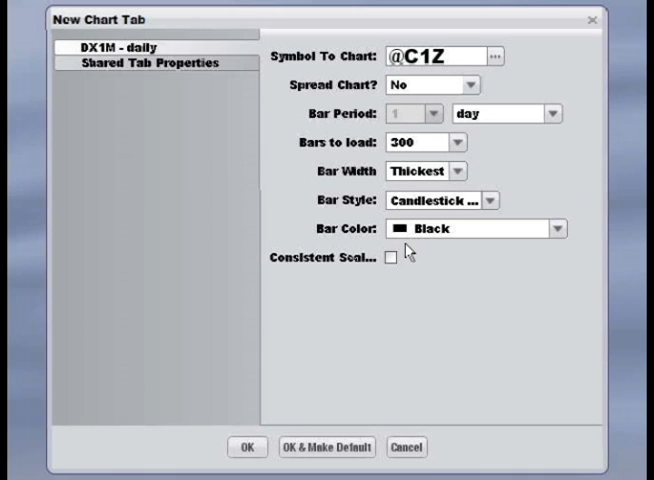 New Chart Tab
DX1M - daily
Shared Tab Properties
Symbol To Chart: @C1Z ...
Spread Chart? No
Bar Period: 1 day
Bars to load: 300
Bar Width Thickest
Bar Style: Candlestick ...
Bar Color: Black
Consistent Scal...
OK
OK & Make Default
Cancel